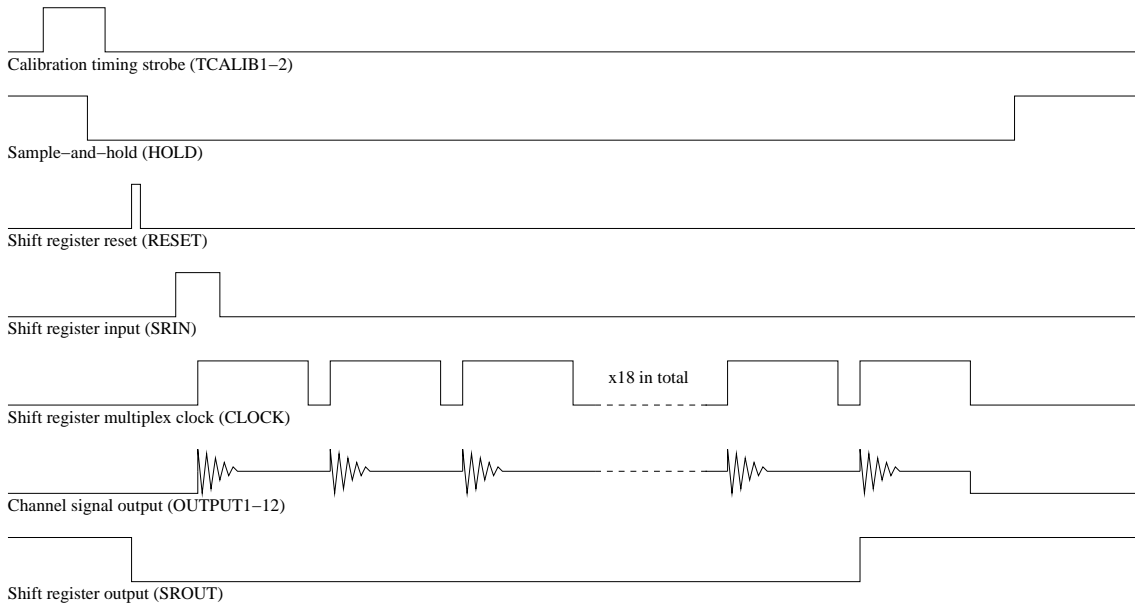 Calibration timing strobe (TCALIB1−2)
Sample−and−hold (HOLD)
Shift register reset (RESET)
Shift register input (SRIN)
x18 in total
Shift register multiplex clock (CLOCK)
Channel signal output (OUTPUT1−12)
Shift register output (SROUT)